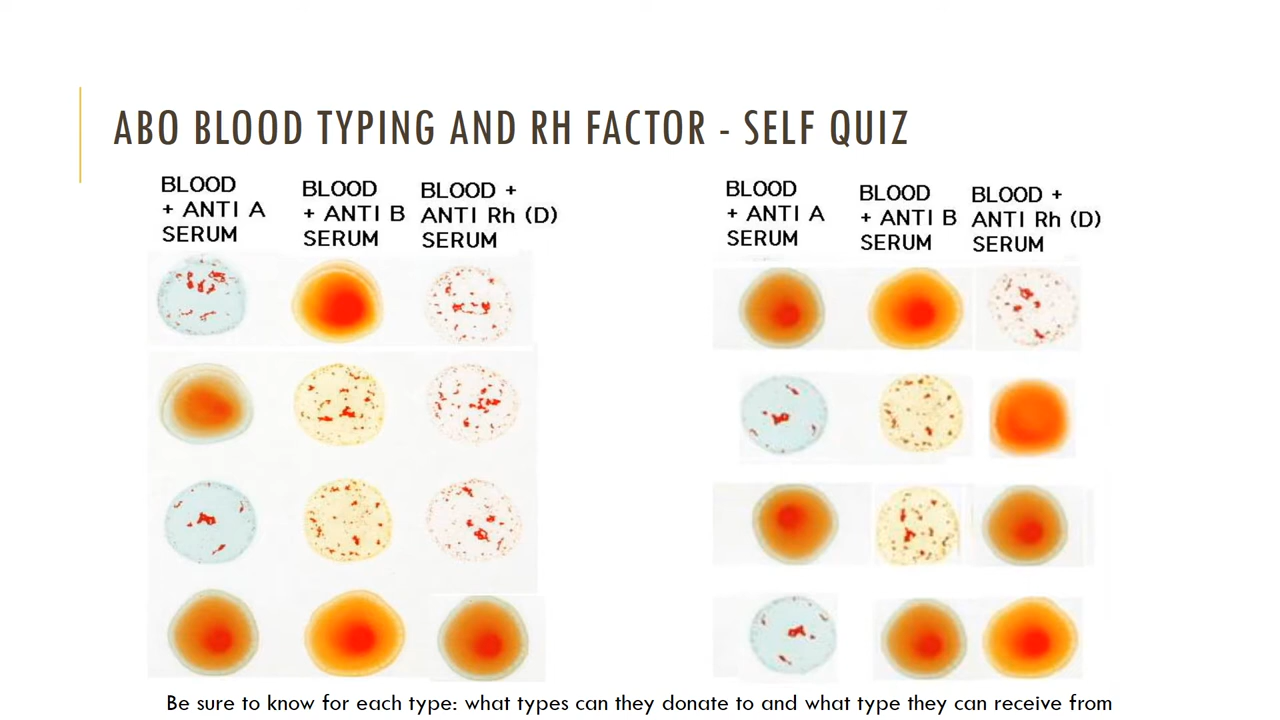 ABO BLOOD TYPING AND RH FACTOR - SELF QUIZ
BLOOD
+ ANTI A
SERUM
BLOOD
+ ANTI B
SERUM
BLOOD +
ANTI Rh (D)
SERUM
BLOOD
+ ANTI A
SERUM
BLOOD
+ ANTI B
SERUM
BLOOD +
ANTI Rh (D)
SERUM
Be sure to know for each type: what types can they donate to and what type they can receive from